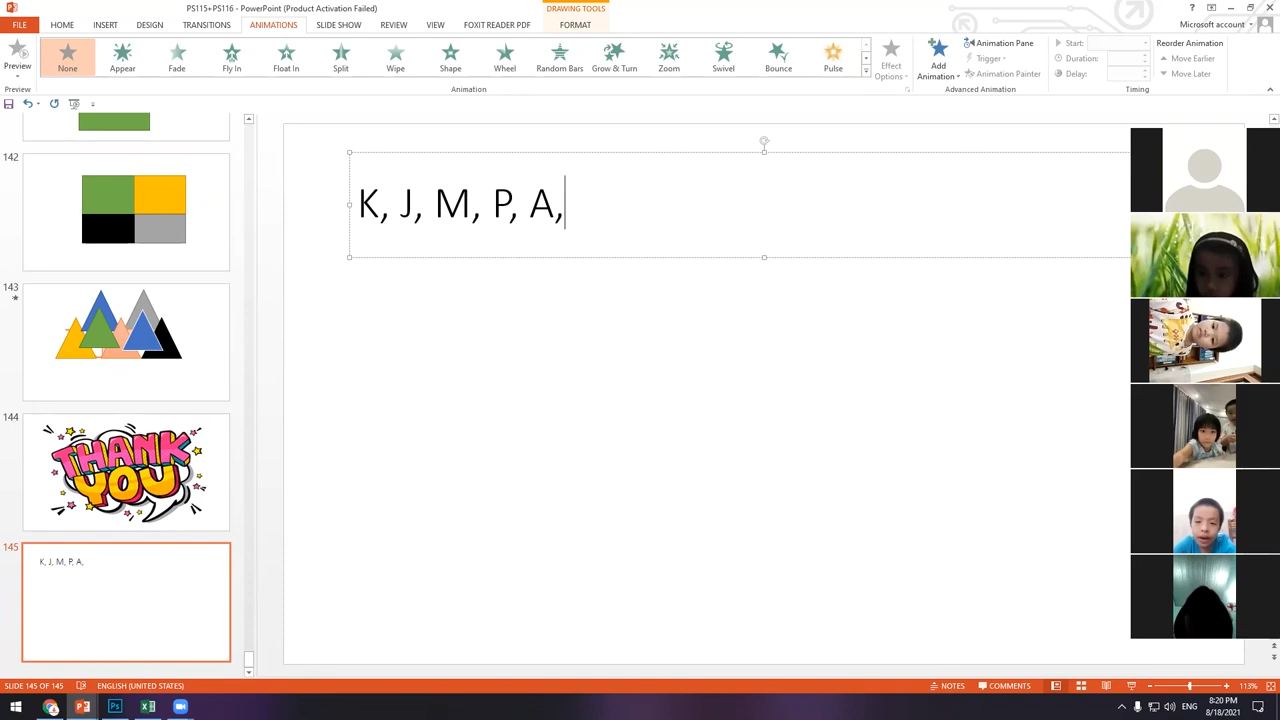 PS115+PS116 - PowerPoint (Product Activation Failed)
DRAWING TOOLS
FILE HOME INSERT DESIGN TRANSITIONS ANIMATIONS SLIDE SHOW REVIEW VIEW FOXIT READER PDF FORMAT
Microsoft account
Preview
None Appear Fade Fly In Float In Split Wipe Shape Wheel Random Bars Grow & Turn Zoom Swivel Bounce Pulse
Effect Options
Add Animation
Animation Pane
Trigger
Animation Painter
Start:
Duration:
Delay:
Reorder Animation
Move Earlier
Move Later
Preview Animation Advanced Animation Timing
142
143
144
THANK YOU
145
K, J, M, P, A,
K, J, M, P, A,
SLIDE 145 OF 145 ENGLISH (UNITED STATES) NOTES COMMENTS 113%
ENG
8:20 PM
8/18/2021